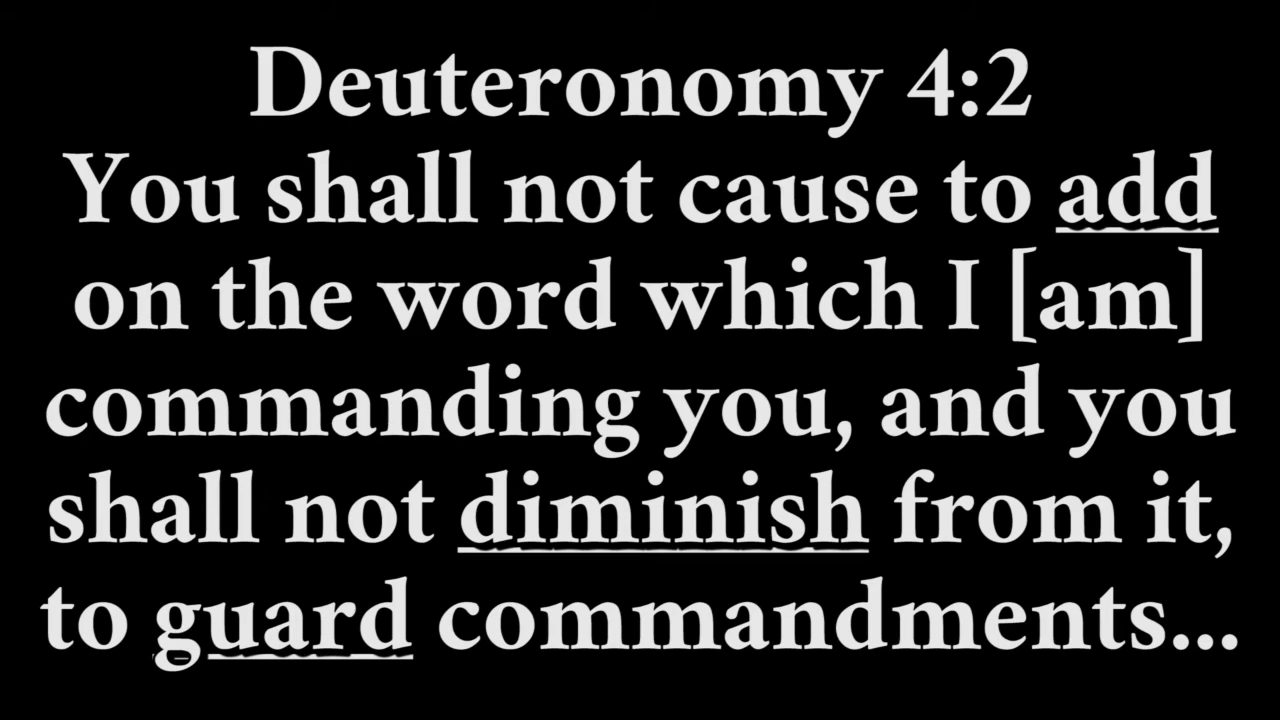 Deuteronomy 4:2
You shall not cause to add
on the word which I [am]
commanding you, and you
shall not diminish from it,
to guard commandments...